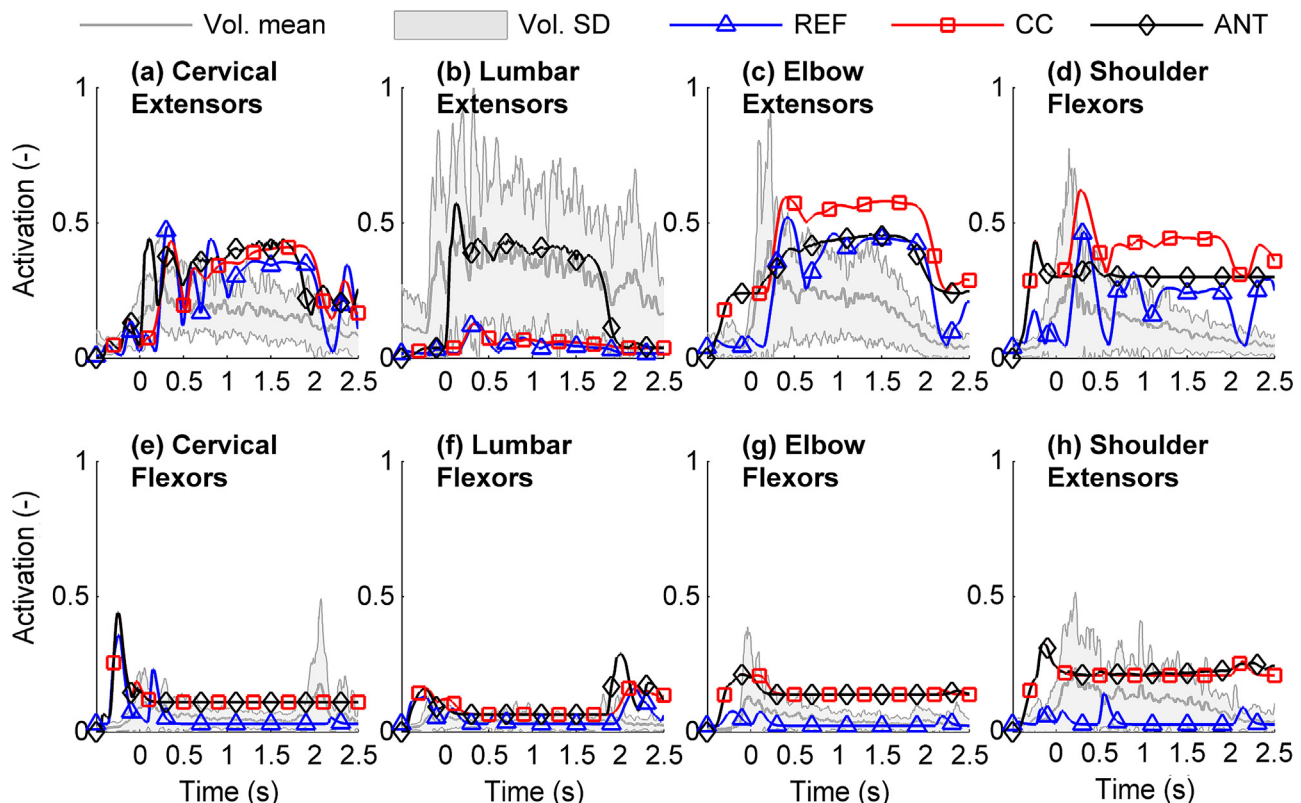 Vol. mean Vol. SD REF CC ANT
(a) Cervical Extensors
(b) Lumbar Extensors
(c) Elbow Extensors
(d) Shoulder Flexors
Activation (-)
1
0.5
0
0 0.5 1 1.5 2 2.5
1
0.5
0
0 0.5 1 1.5 2 2.5
1
0.5
0
0 0.5 1 1.5 2 2.5
1
0.5
0
0 0.5 1 1.5 2 2.5
(e) Cervical Flexors
(f) Lumbar Flexors
(g) Elbow Flexors
(h) Shoulder Extensors
Activation (-)
1
0.5
0
0 0.5 1 1.5 2 2.5
Time (s)
1
0.5
0
0 0.5 1 1.5 2 2.5
Time (s)
1
0.5
0
0 0.5 1 1.5 2 2.5
Time (s)
1
0.5
0
0 0.5 1 1.5 2 2.5
Time (s)